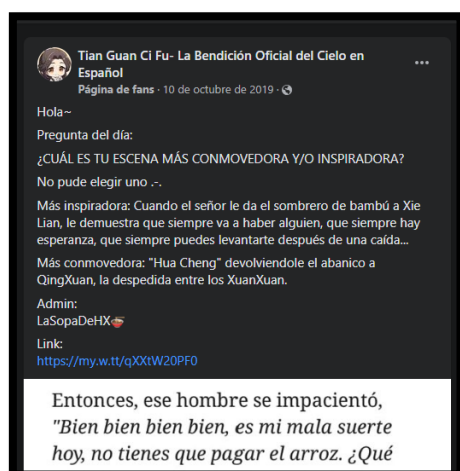 Tian Guan Ci Fu- La Bendición Oficial del Cielo en
Español
Página de fans · 10 de octubre de 2019 ·
Hola~
Pregunta del día:
¿CUÁL ES TU ESCENA MÁS CONMOVEDORA Y/O INSPIRADORA?
No pude elegir uno .-.
Más inspiradora: Cuando el señor le da el sombrero de bambú a Xie
Lian, le demuestra que siempre va a haber alguien, que siempre hay
esperanza, que siempre puedes levantarte después de una caída...
Más conmovedora: "Hua Cheng" devolviendole el abanico a
QingXuan, la despedida entre los XuanXuan.
Admin:
LaSopaDeHX🍜
Link:
https://my.w.tt/qXXtW20PF0
Entonces, ese hombre se impacientó,
"Bien bien bien bien, es mi mala suerte
hoy, no tienes que pagar el arroz. ¿Qué